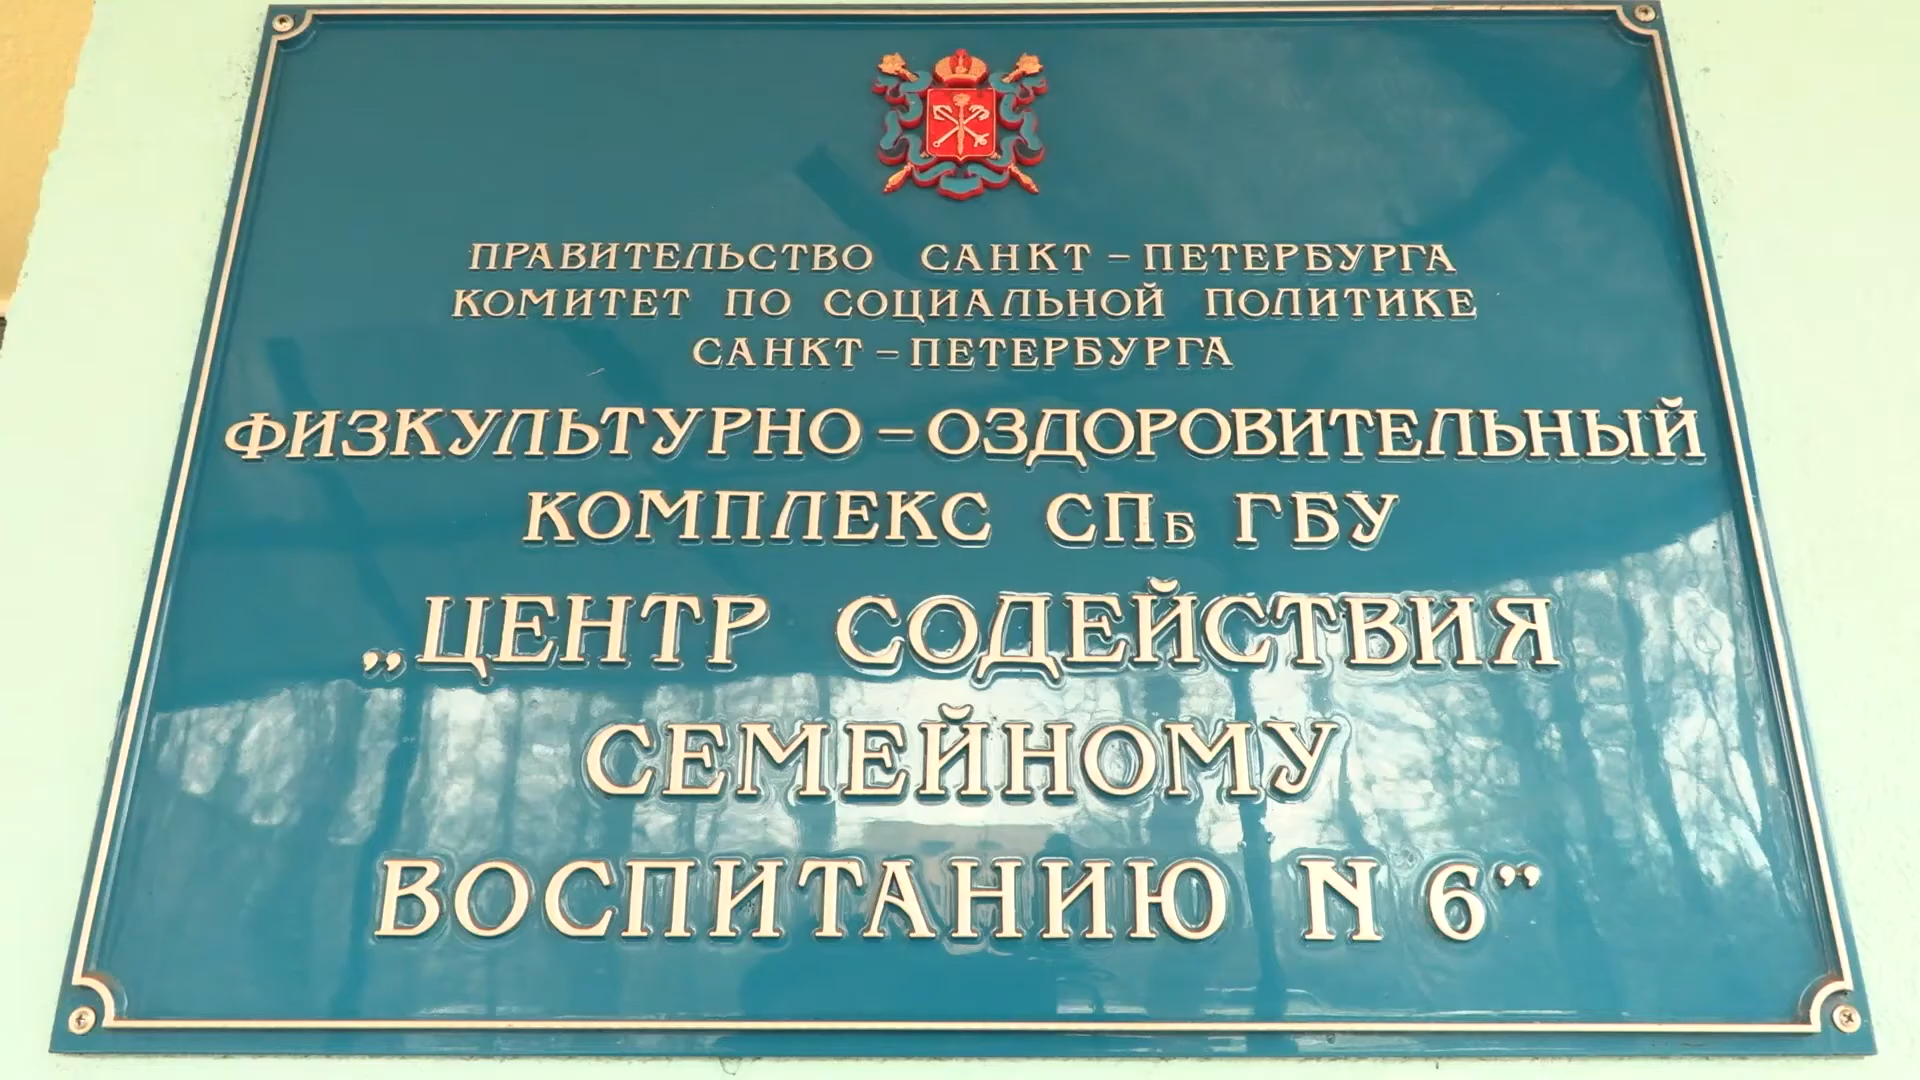 ПРАВИТЕЛЬСТВО САНКТ – ПЕТЕРБУРГА
КОМИТЕТ ПО СОЦИАЛЬНОЙ ПОЛИТИКЕ
САНКТ – ПЕТЕРБУРГА
ФИЗКУЛЬТУРНО – ОЗДОРОВИТЕЛЬНЫЙ
КОМПЛЕКС СПб ГБУ
„ЦЕНТР СОДЕЙСТВИЯ
СЕМЕЙНОМУ
ВОСПИТАНИЮ N 6”